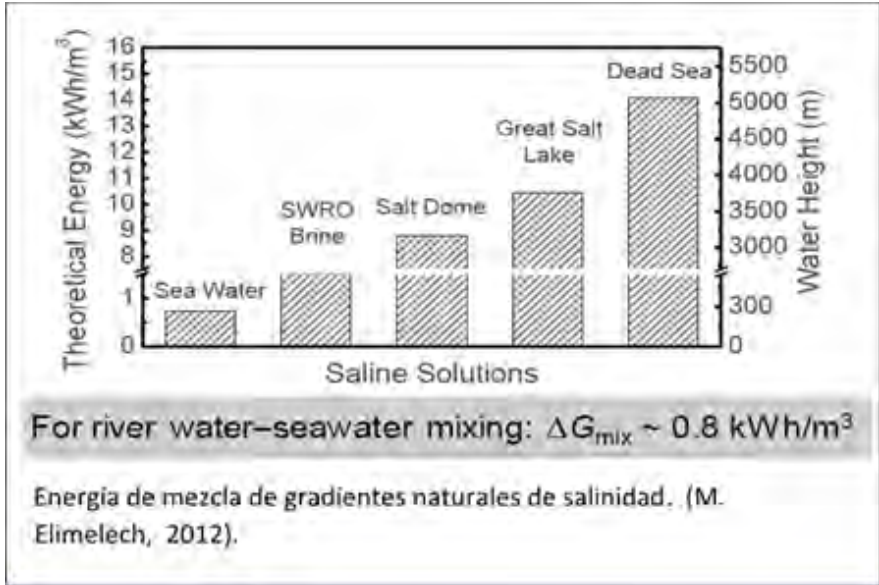 Theoretical Energy (kWh/m³)
16
15
14
13
12
11
10
9
8
1
0
Sea Water
SWRO
Brine
Salt Dome
Great Salt
Lake
Dead Sea
5500
5000
4500
4000
3500
3000
300
0
Water Height (m)
Saline Solutions
For river water–seawater mixing: ΔGmix ~ 0.8 kWh/m³
Energía de mezcla de gradientes naturales de salinidad. (M.
Elimelech, 2012).